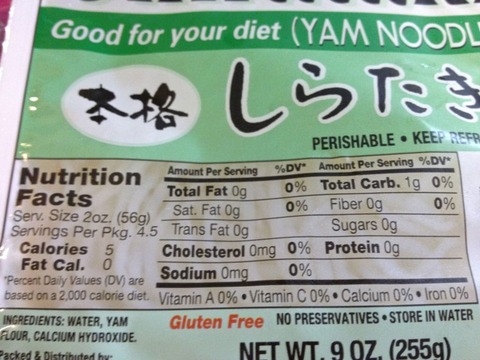 Good for your diet (YAM NOODL
本格
しらたき
PERISHABLE • KEEP REFR
Nutrition
Facts
Serv. Size 2oz. (56g)
Servings Per Pkg. 4.5
Calories 5
Fat Cal. 0
*Percent Daily Values (DV) are
based on a 2,000 calorie diet.
Amount Per Serving %DV* Amount Per Serving %DV*
Total Fat 0g 0% Total Carb. 1g 0%
Sat. Fat 0g 0% Fiber 0g 0%
Trans Fat 0g Sugars 0g
Cholesterol 0mg 0% Protein 0g
Sodium 0mg 0%
Vitamin A 0% • Vitamin C 0% • Calcium 0% • Iron 0%
INGREDIENTS: WATER, YAM
FLOUR, CALCIUM HYDROXIDE.
Packed & Distributed by:
Gluten Free NO PRESERVATIVES • STORE IN WATER
NET WT. 9 OZ. (255g)